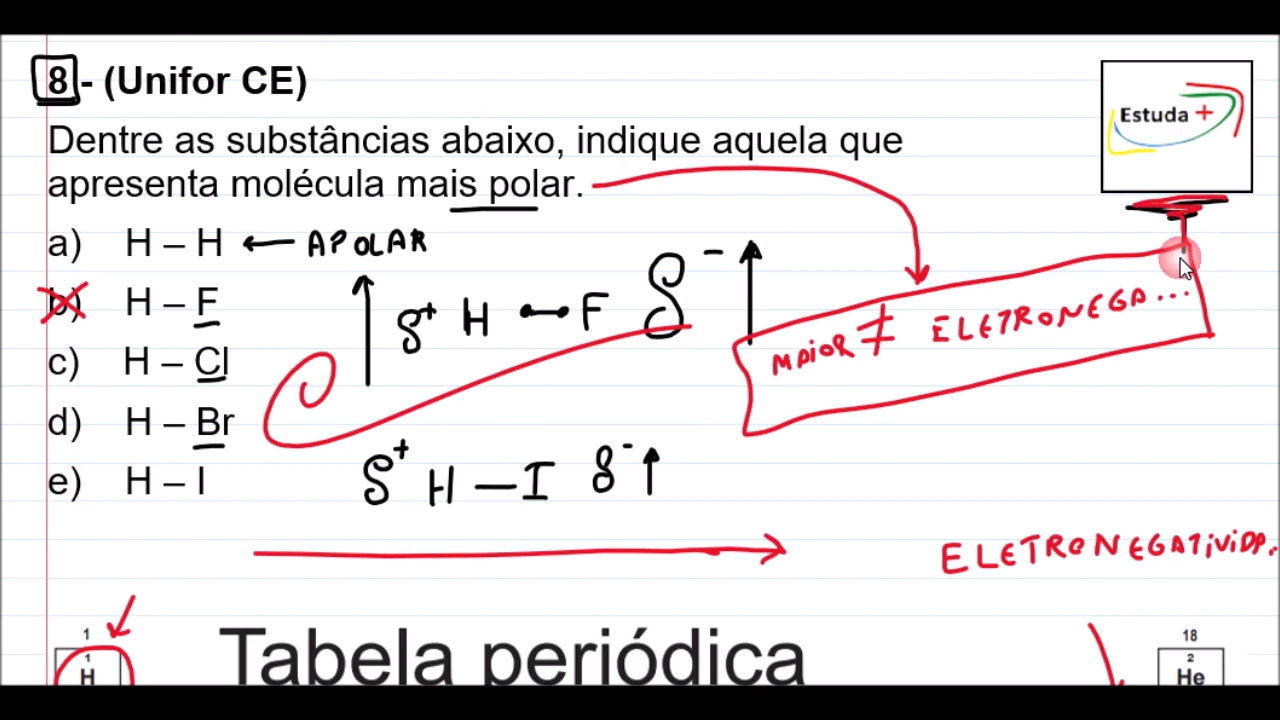 8 - (Unifor CE)
Estuda +
Dentre as substâncias abaixo, indique aquela que
apresenta molécula mais polar.
a) H – H ← APOLAR
b) H – F
δ+ H F δ-
MAIOR ≠ ELETRONEGA...
c) H – Cl
d) H – Br
e) H – I
δ+ H – I δ-
ELETRONEGATIVIDA.
Tabela periódica
1
1
H
18
2
He